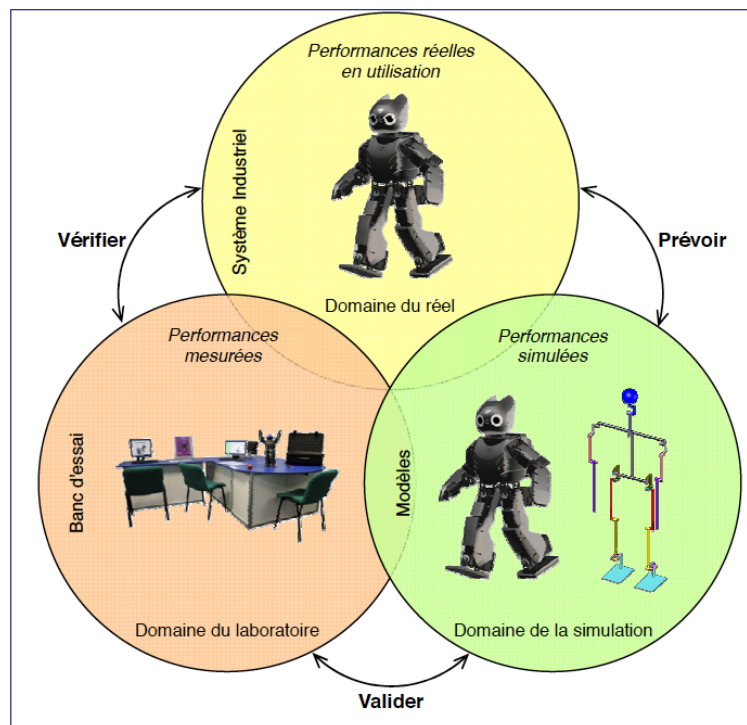 Performances réelles
en utilisation
Système Industriel
Domaine du réel
Vérifier
Prévoir
Performances
mesurées
Banc d'essai
Domaine du laboratoire
Performances
simulées
Modèles
Domaine de la simulation
Valider